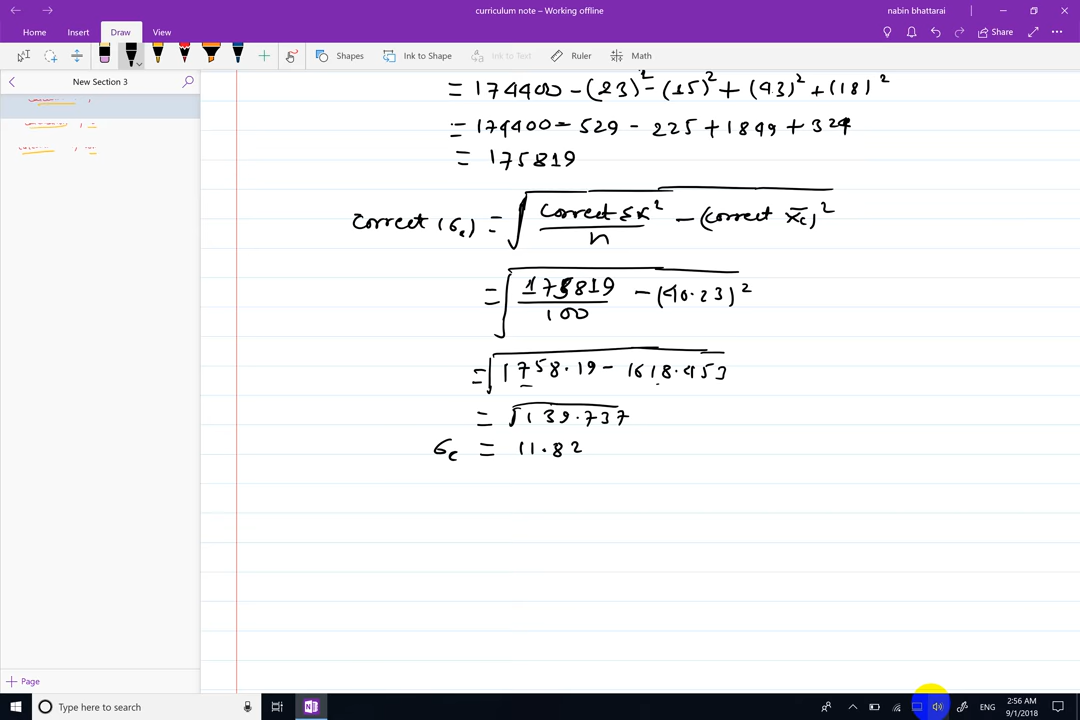 curriculum note – Working offline
nabin bhattarai
Home Insert Draw View
Share
Shapes Ink to Shape Ink to Text Ruler Math
New Section 3
= 174400 - (23)² - (15)² + (43)² + (18)²
= 174400 - 529 - 225 + 1849 + 324
= 175819
Correct (σc) = √ Correct Σx² / n - (correct x̄c)²
= √ 175819 / 100 - (40.23)²
= √ 1758.19 - 1618.453
= √ 139.737
σc = 11.82
+ Page
Type here to search
ENG
2:56 AM
9/1/2018